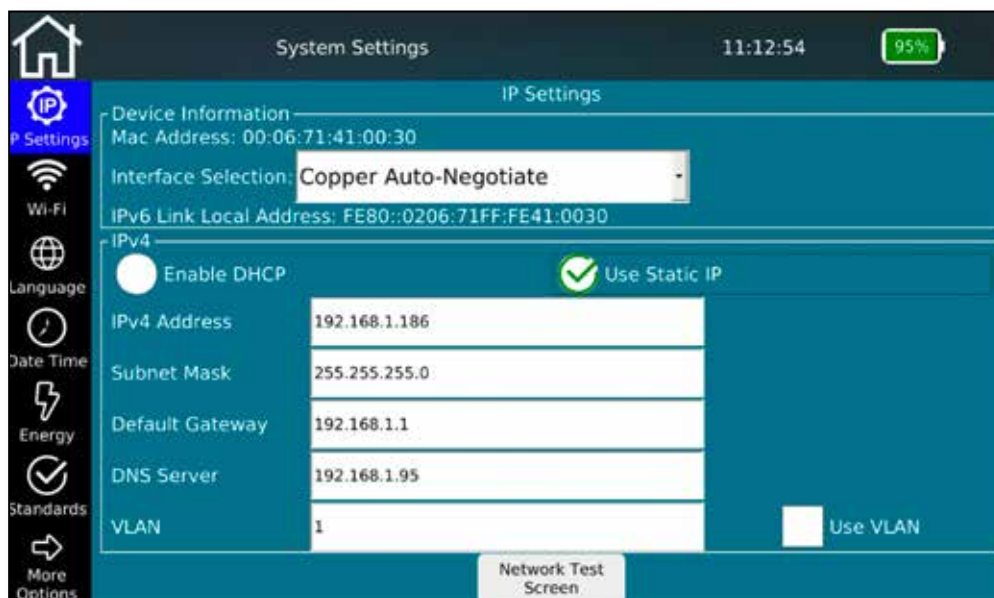 System Settings 11:12:54 95%
IP Settings
IP
P Settings
Wi-Fi
Language
Date Time
Energy
Standards
More
Options
Device Information
Mac Address: 00:06:71:41:00:30
Interface Selection: Copper Auto-Negotiate
IPv6 Link Local Address: FE80::0206:71FF:FE41:0030
IPv4
Enable DHCP Use Static IP
IPv4 Address 192.168.1.186
Subnet Mask 255.255.255.0
Default Gateway 192.168.1.1
DNS Server 192.168.1.95
VLAN 1 Use VLAN
Network Test
Screen